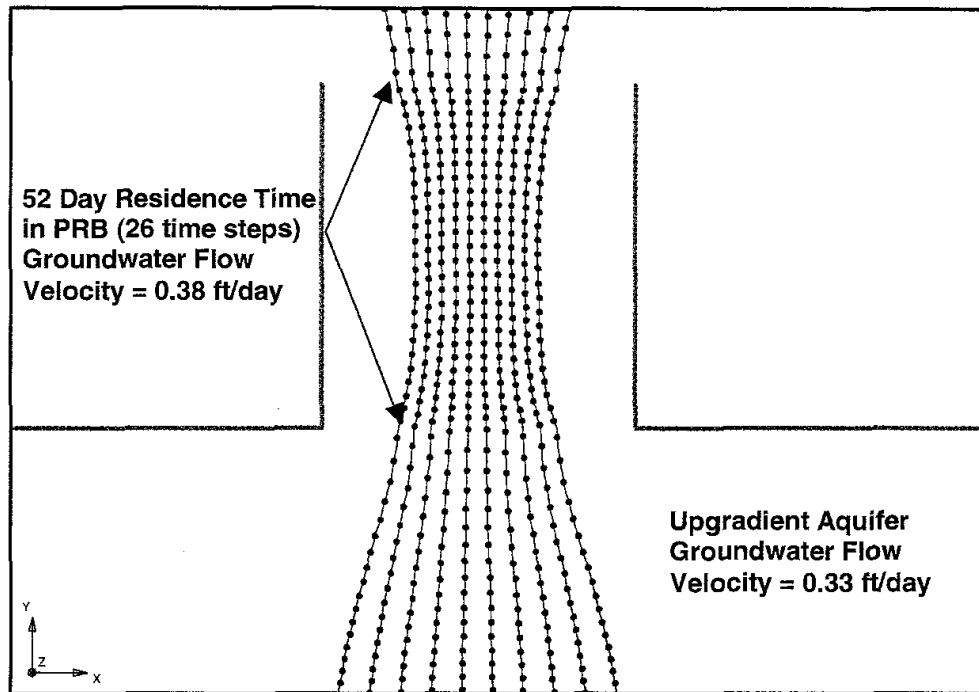 52 Day Residence Time
in PRB (26 time steps)
Groundwater Flow
Velocity = 0.38 ft/day
Upgradient Aquifer
Groundwater Flow
Velocity = 0.33 ft/day
Y
Z
X